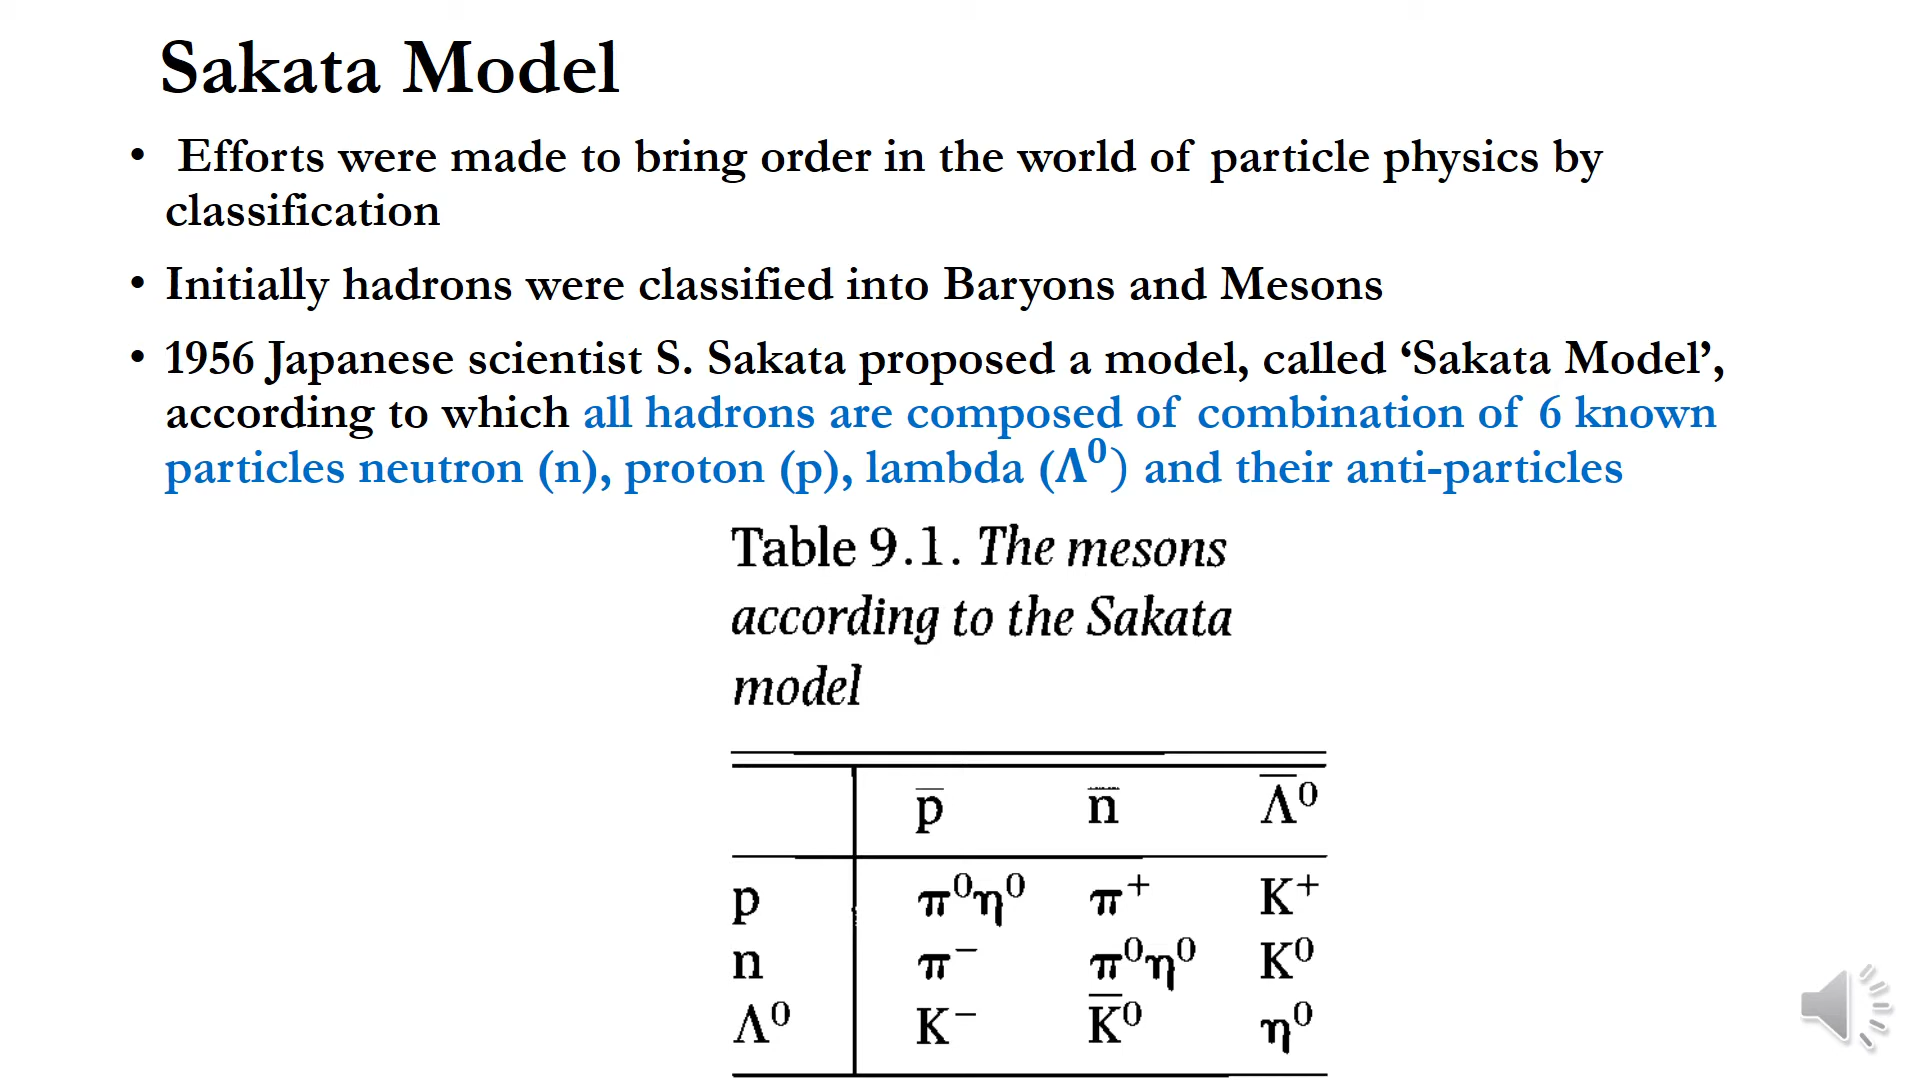 Sakata Model
• Efforts were made to bring order in the world of particle physics by
classification
• Initially hadrons were classified into Baryons and Mesons
• 1956 Japanese scientist S. Sakata proposed a model, called ‘Sakata Model’,
according to which all hadrons are composed of combination of 6 known
particles neutron (n), proton (p), lambda (Λ⁰) and their anti-particles
Table 9.1. The mesons
according to the Sakata
model
p̅ n̅ Λ̅⁰
p π⁰η⁰ π⁺ K⁺
n π⁻ π⁰η⁰ K⁰
Λ⁰ K⁻ K̅⁰ η⁰